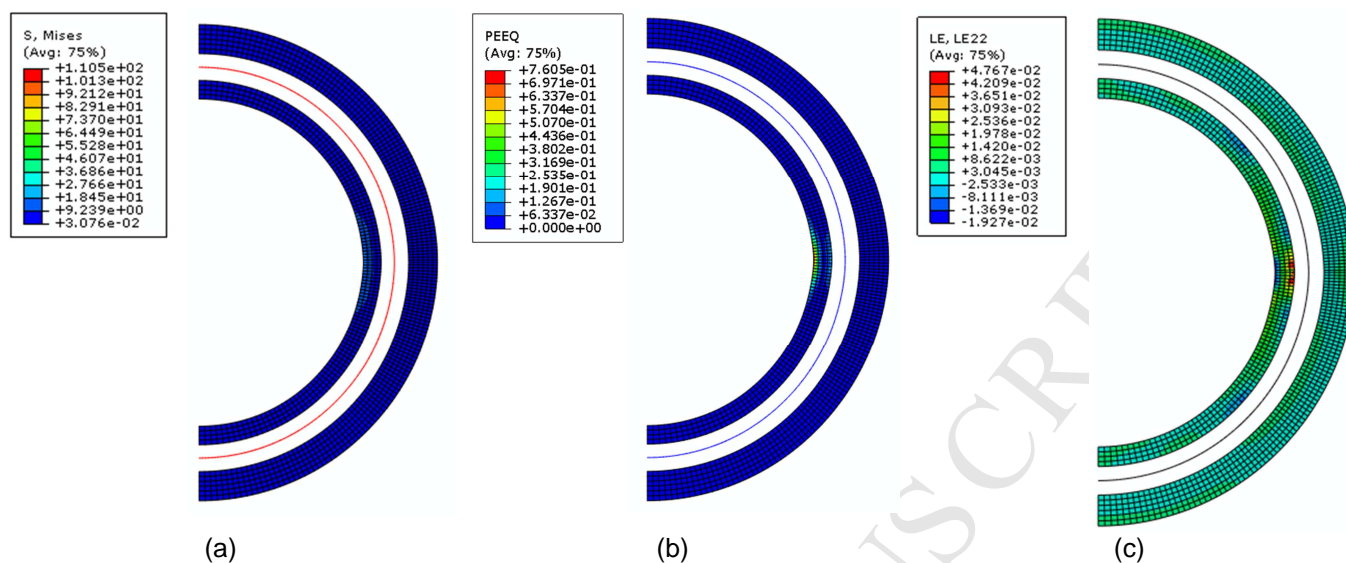 S, Mises
(Avg: 75%)
+1.105e+02
+1.013e+02
+9.212e+01
+8.291e+01
+7.370e+01
+6.449e+01
+5.528e+01
+4.607e+01
+3.686e+01
+2.766e+01
+1.845e+01
+9.239e+00
+3.076e-02
PEEQ
(Avg: 75%)
+7.605e-01
+6.971e-01
+6.337e-01
+5.704e-01
+5.070e-01
+4.436e-01
+3.802e-01
+3.169e-01
+2.535e-01
+1.901e-01
+1.267e-01
+6.337e-02
+0.000e+00
LE, LE22
(Avg: 75%)
+4.767e-02
+4.209e-02
+3.651e-02
+3.093e-02
+2.536e-02
+1.978e-02
+1.420e-02
+8.622e-03
+3.045e-03
-2.533e-03
-8.111e-03
-1.369e-02
-1.927e-02
(a)
(b)
(c)